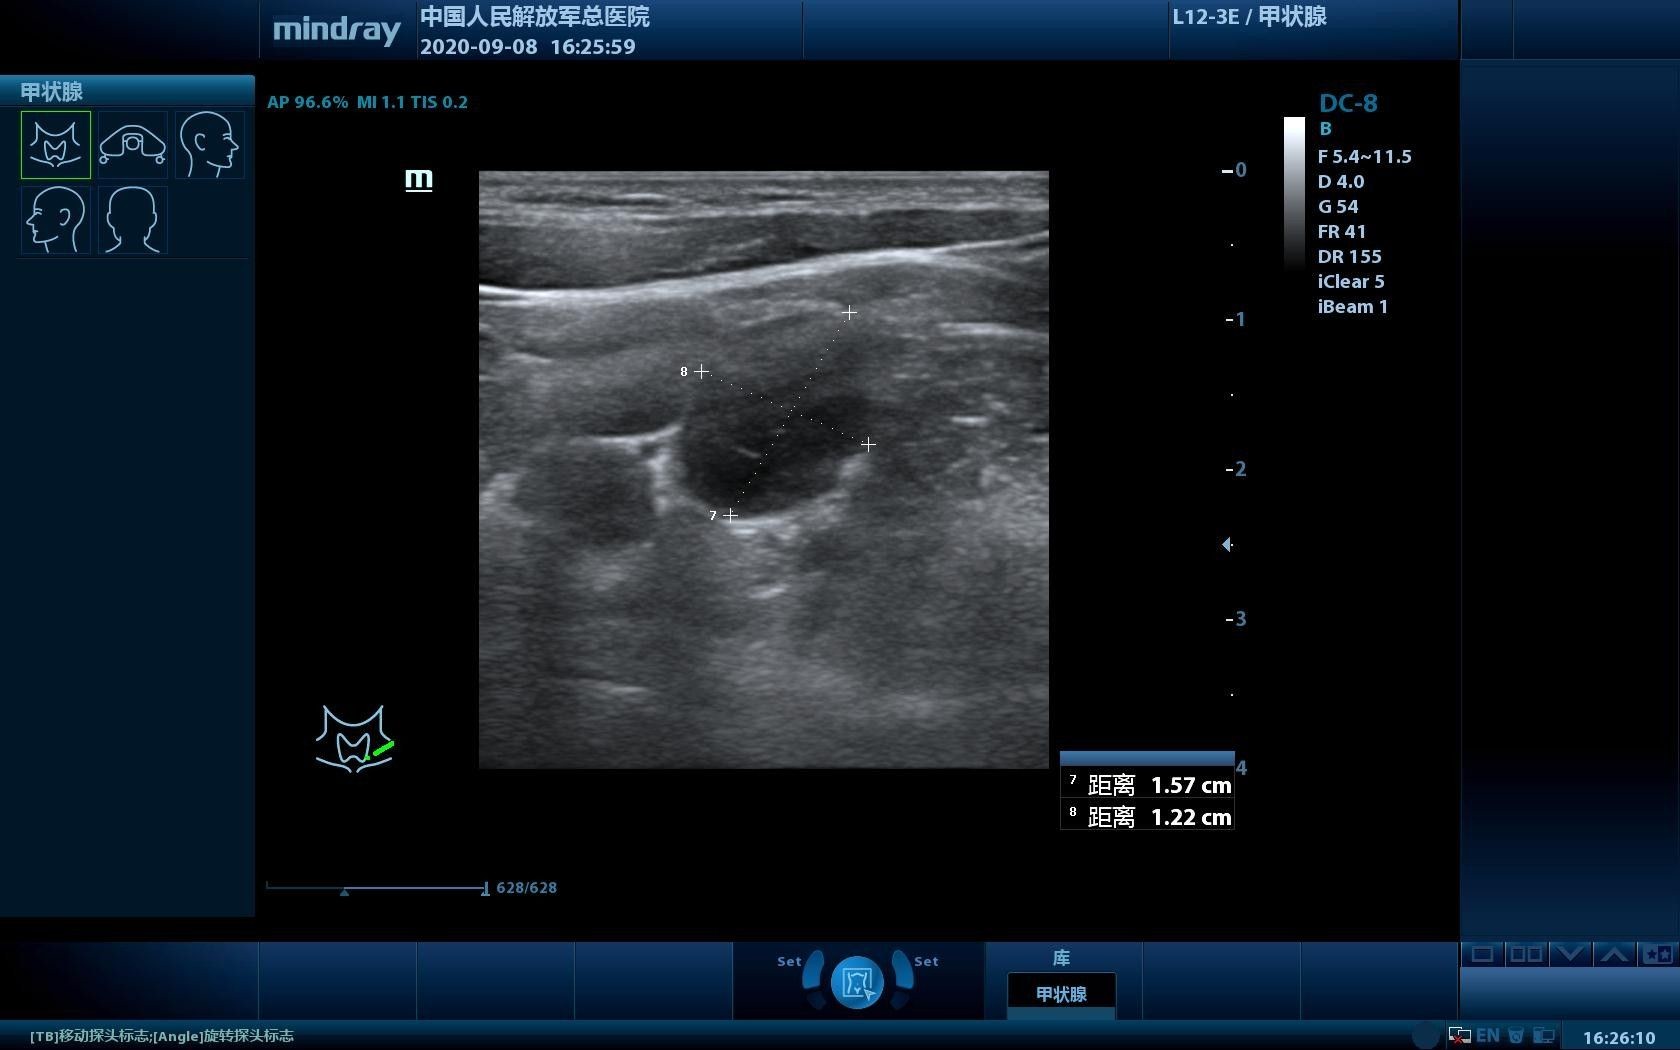 mindray
中国人民解放军总医院
2020-09-08 16:25:59
L12-3E / 甲状腺
甲状腺
AP 96.6% MI 1.1 TIS 0.2
m
DC-8
B
F 5.4~11.5
D 4.0
G 54
FR 41
DR 155
iClear 5
iBeam 1
0
1
2
3
4
8
7
7 距离 1.57 cm
8 距离 1.22 cm
628/628
Set
Set
库
甲状腺
[TB]移动探头标志;[Angle]旋转探头标志
EN
16:26:10